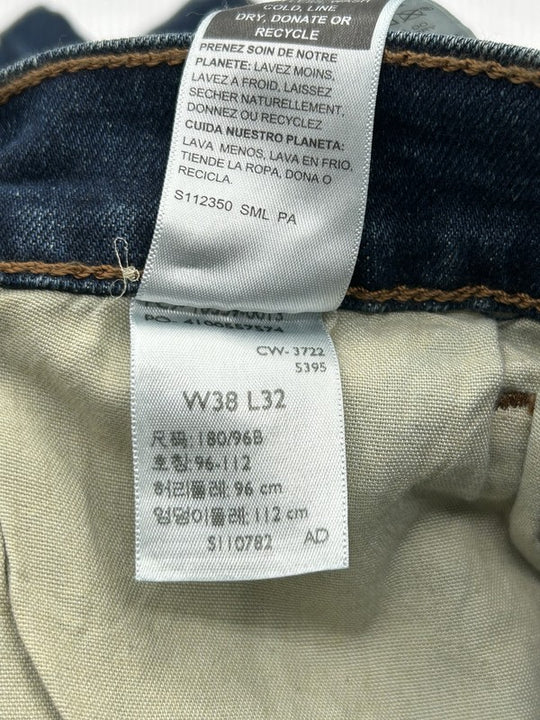 COLD, LINE
DRY, DONATE OR
RECYCLE
PRENEZ SOIN DE NOTRE
PLANETE: LAVEZ MOINS,
LAVEZ A FROID, LAISSEZ
SECHER NATURELLEMENT,
DONNEZ OU RECYCLEZ
CUIDA NUESTRO PLANETA:
LAVA MENOS, LAVA EN FRIO,
TIENDE LA ROPA, DONA O
RECICLA.
S112350 SML PA
PO- 4100557574
CW-3722
5395
W38 L32
尺码: 180/96B
호칭: 96-112
허리둘레: 96 cm
엉덩이둘레: 112 cm
S110782 AD